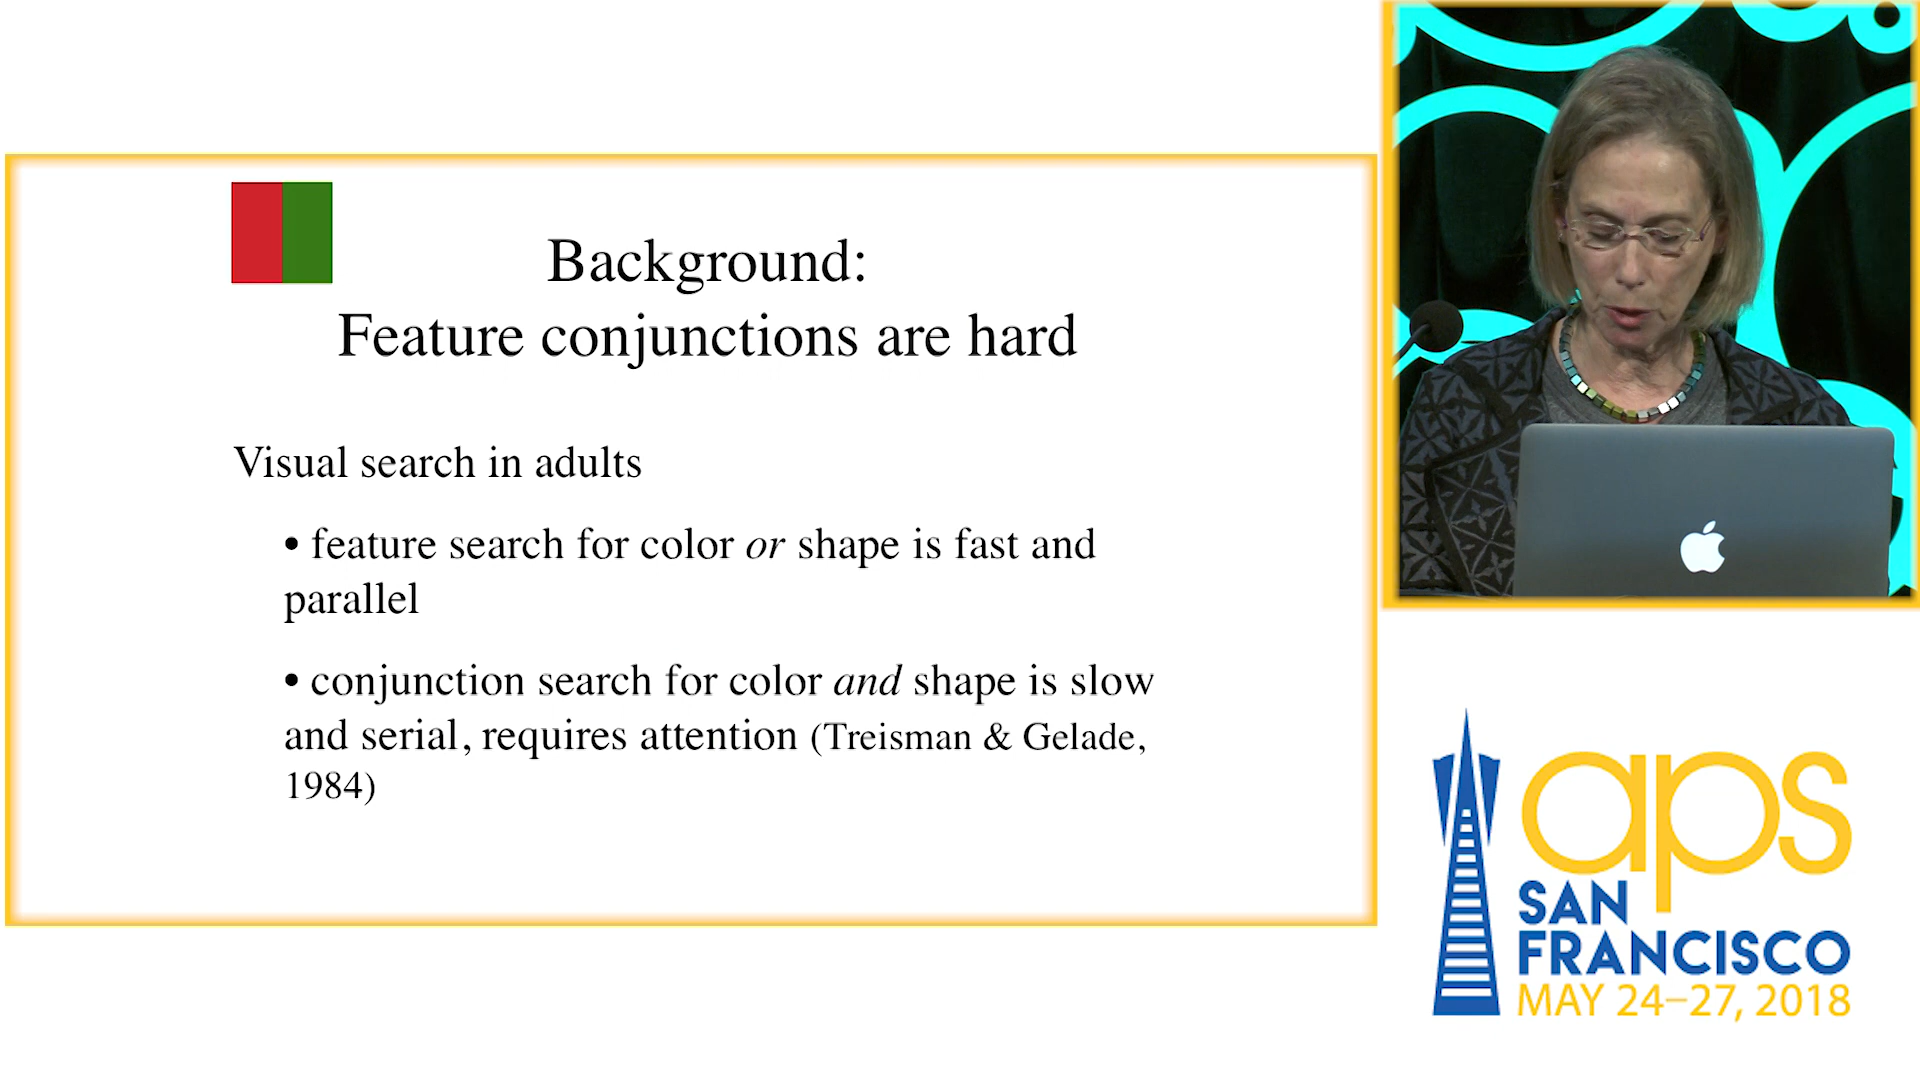 Background:
Feature conjunctions are hard
Visual search in adults
• feature search for color or shape is fast and
parallel
• conjunction search for color and shape is slow
and serial, requires attention (Treisman & Gelade,
1984)
aps
SAN
FRANCISCO
MAY 24–27, 2018